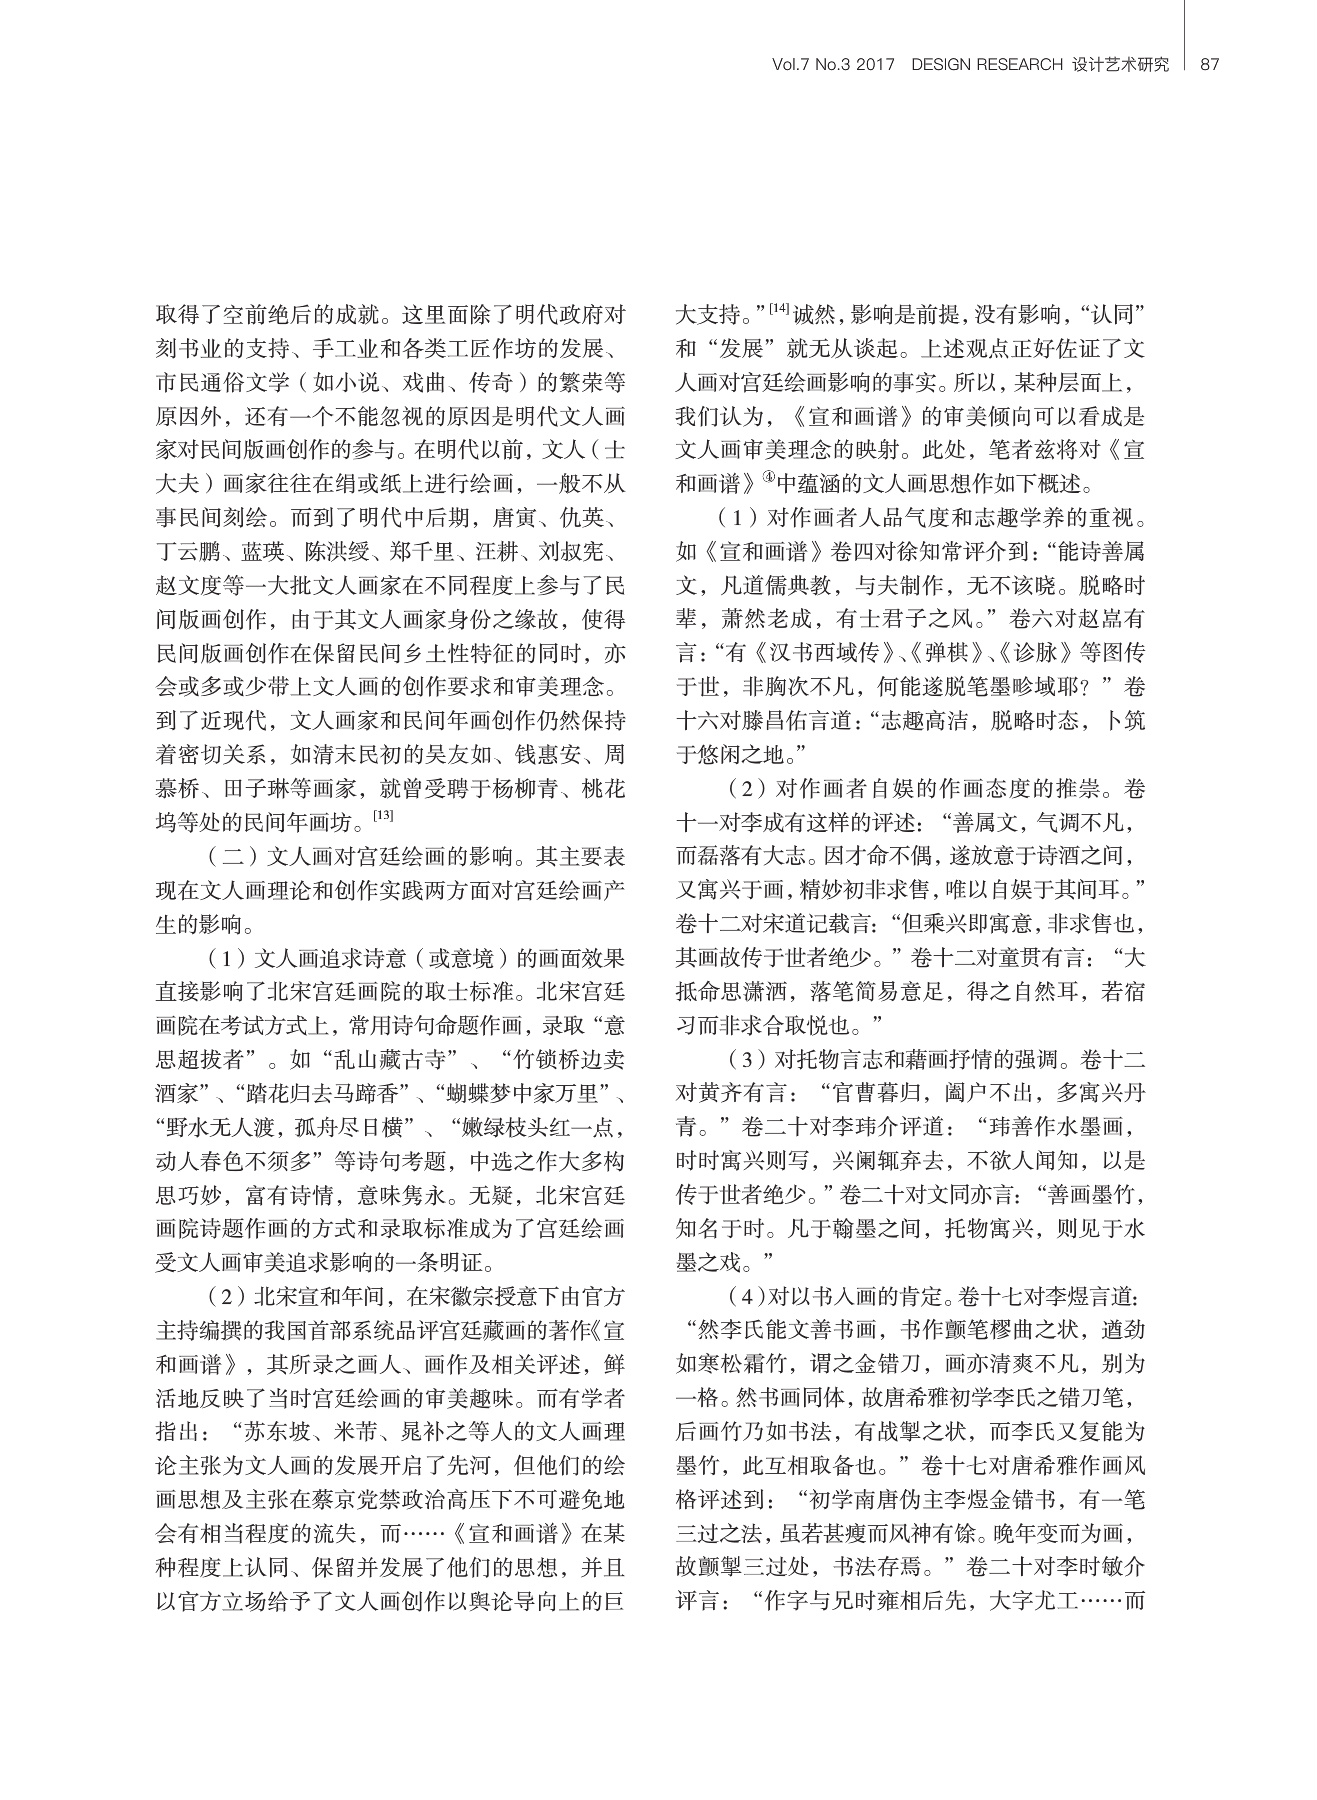 Vol.7 No.3 2017 DESIGN RESEARCH 设计艺术研究 87
取得了空前绝后的成就。这里面除了明代政府对
刻书业的支持、手工业和各类工匠作坊的发展、
市民通俗文学（如小说、戏曲、传奇）的繁荣等
原因外，还有一个不能忽视的原因是明代文人画
家对民间版画创作的参与。在明代以前，文人（士
大夫）画家往往在绢或纸上进行绘画，一般不从
事民间刻绘。而到了明代中后期，唐寅、仇英、
丁云鹏、蓝瑛、陈洪绶、郑千里、汪耕、刘叔宪、
赵文度等一大批文人画家在不同程度上参与了民
间版画创作，由于其文人画家身份之缘故，使得
民间版画创作在保留民间乡土性特征的同时，亦
会或多或少带上文人画的创作要求和审美理念。
到了近现代，文人画家和民间年画创作仍然保持
着密切关系，如清末民初的吴友如、钱惠安、周
慕桥、田子琳等画家，就曾受聘于杨柳青、桃花
坞等处的民间年画坊。[13]
（二）文人画对宫廷绘画的影响。其主要表
现在文人画理论和创作实践两方面对宫廷绘画产
生的影响。
（1）文人画追求诗意（或意境）的画面效果
直接影响了北宋宫廷画院的取士标准。北宋宫廷
画院在考试方式上，常用诗句命题作画，录取“意
思超拔者”。如“乱山藏古寺”、“竹锁桥边卖
酒家”、“踏花归去马蹄香”、“蝴蝶梦中家万里”、
“野水无人渡，孤舟尽日横”、“嫩绿枝头红一点，
动人春色不须多”等诗句考题，中选之作大多构
思巧妙，富有诗情，意味隽永。无疑，北宋宫廷
画院诗题作画的方式和录取标准成为了宫廷绘画
受文人画审美追求影响的一条明证。
（2）北宋宣和年间，在宋徽宗授意下由官方
主持编撰的我国首部系统品评宫廷藏画的著作《宣
和画谱》，其所录之画人、画作及相关评述，鲜
活地反映了当时宫廷绘画的审美趣味。而有学者
指出：“苏东坡、米芾、晁补之等人的文人画理
论主张为文人画的发展开启了先河，但他们的绘
画思想及主张在蔡京党禁政治高压下不可避免地
会有相当程度的流失，而……《宣和画谱》在某
种程度上认同、保留并发展了他们的思想，并且
以官方立场给予了文人画创作以舆论导向上的巨
大支持。”[14]诚然，影响是前提，没有影响，“认同”
和“发展”就无从谈起。上述观点正好佐证了文
人画对宫廷绘画影响的事实。所以，某种层面上，
我们认为，《宣和画谱》的审美倾向可以看成是
文人画审美理念的映射。此处，笔者兹将对《宣
和画谱》④中蕴涵的文人画思想作如下概述。
（1）对作画者人品气度和志趣学养的重视。
如《宣和画谱》卷四对徐知常评介到：“能诗善属
文，凡道儒典教，与夫制作，无不该晓。脱略时
辈，萧然老成，有士君子之风。”卷六对赵嵓有
言：“有《汉书西域传》、《弹棋》、《诊脉》等图传
于世，非胸次不凡，何能遂脱笔墨畛域耶？”卷
十六对滕昌佑言道：“志趣高洁，脱略时态，卜筑
于悠闲之地。”
（2）对作画者自娱的作画态度的推崇。卷
十一对李成有这样的评述：“善属文，气调不凡，
而磊落有大志。因才命不偶，遂放意于诗酒之间，
又寓兴于画，精妙初非求售，唯以自娱于其间耳。”
卷十二对宋道记载言：“但乘兴即寓意，非求售也，
其画故传于世者绝少。”卷十二对童贯有言：“大
抵命思潇洒，落笔简易意足，得之自然耳，若宿
习而非求合取悦也。”
（3）对托物言志和藉画抒情的强调。卷十二
对黄齐有言：“官曹暮归，阖户不出，多寓兴丹
青。”卷二十对李玮介评道：“玮善作水墨画，
时时寓兴则写，兴阑辄弃去，不欲人闻知，以是
传于世者绝少。”卷二十对文同亦言：“善画墨竹，
知名于时。凡于翰墨之间，托物寓兴，则见于水
墨之戏。”
（4）对以书入画的肯定。卷十七对李煜言道：
“然李氏能文善书画，书作颤笔樛曲之状，遒劲
如寒松霜竹，谓之金错刀，画亦清爽不凡，别为
一格。然书画同体，故唐希雅初学李氏之错刀笔，
后画竹乃如书法，有战掣之状，而李氏又复能为
墨竹，此互相取备也。”卷十七对唐希雅作画风
格评述到：“初学南唐伪主李煜金错书，有一笔
三过之法，虽若甚瘦而风神有馀。晚年变而为画，
故颤掣三过处，书法存焉。”卷二十对李时敏介
评言：“作字与兄时雍相后先，大字尤工……而